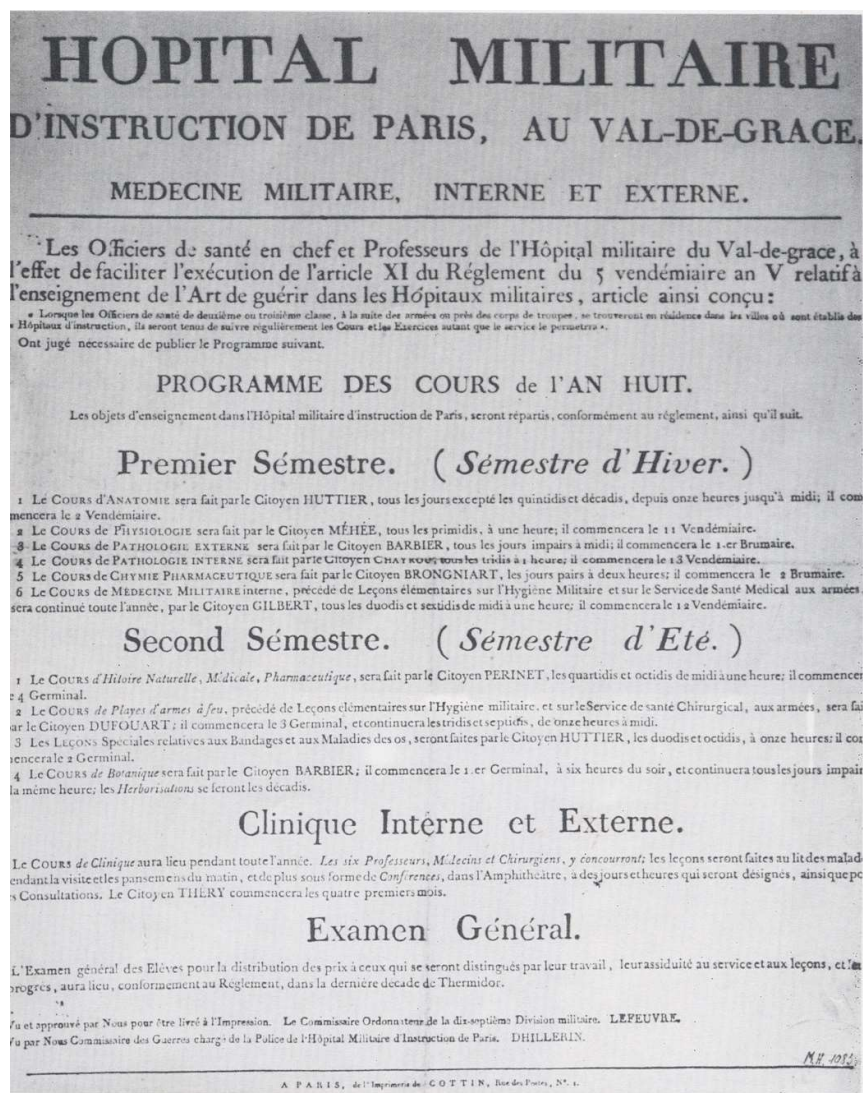 HOPITAL MILITAIRE
D'INSTRUCTION DE PARIS, AU VAL-DE-GRACE.
MEDECINE MILITAIRE, INTERNE ET EXTERNE.
Les Officiers de santé en chef et Professeurs de l'Hôpital militaire du Val-de-grace, à
l'effet de faciliter l'exécution de l'article XI du Réglement du 5 vendémiaire an V relatif à
l'enseignement de l'Art de guérir dans les Hôpitaux militaires, article ainsi conçu :
« Lorsque les Officiers de santé de deuxième ou troisième classe, à la suite des armées ou près des corps de troupes, se trouveront en résidence dans les villes où sont établis des
« Hôpitaux d'instruction, ils seront tenus de suivre régulièrement les Cours et les Exercices autant que le service le permettra ».
Ont jugé nécessaire de publier le Programme suivant.
PROGRAMME DES COURS de l'AN HUIT.
Les objets d'enseignement dans l'Hôpital militaire d'instruction de Paris, seront répartis, conformément au réglement, ainsi qu'il suit.
Premier Sémestre. ( Sémestre d'Hiver. )
1 Le COURS d'ANATOMIE sera fait par le Citoyen HUTTIER, tous les jours excepté les quintidis et décadis, depuis onze heures jusqu'à midi; il com
mencera le 2 Vendémiaire.
2 Le COURS de PHYSIOLOGIE sera fait par le Citoyen MÉHÉE, tous les primidis, à une heure; il commencera le 11 Vendémiaire.
3 Le COURS de PATHOLOGIE EXTERNE sera fait par le Citoyen BARBIER, tous les jours impairs à midi; il commencera le 1.er Brumaire.
4 Le COURS de PATHOLOGIE INTERNE sera fait par le Citoyen tous les tridis à 1 heure; il commencera le 13 Vendémiaire.
5 Le COURS de CHYMIE PHARMACEUTIQUE sera fait par le Citoyen BRONGNIART, les jours pairs à deux heures; il commencera le 2 Brumaire.
6 Le COURS de MEDECINE MILITAIRE interne, précédé de Leçons élémentaires sur l'Hygiène Militaire et sur le Service de Santé Médical aux armées
sera continué toute l'année, par le Citoyen GILBERT, tous les duodis et sextidis de midi à une heure; il commencera le 12 Vendémiaire.
Second Sémestre. ( Sémestre d'Eté. )
1 Le COURS d'Hitoire Naturelle, Médicale, Pharmaceutique, sera fait par le Citoyen PERINET, les quartidis et octidis de midi à une heure; il commencer
e 4 Germinal.
2 Le COURS de Playes d'armes à feu, précédé de Leçons élémentaires sur l'Hygiène militaire, et sur le Service de santé Chirurgical, aux armées, sera fai
ar le Citoyen DUFOUART; il commencera le 3 Germinal, et continuera les tridis et septidis, de onze heures à midi.
3 Les LEÇONS Speciales relatives aux Bandages et aux Maladies des os, seront faites par le Citoyen HUTTIER, les duodis et octidis, à onze heures; il com
encera le 2 Germinal.
4 Le COURS de Botanique sera fait par le Citoyen BARBIER; il commencera le 1.er Germinal, à six heures du soir, et continuera tous les jours impair
la même heure; les Herborisations se feront les décadis.
Clinique Interne et Externe.
Le COURS de Clinique aura lieu pendant toute l'année. Les six Professeurs, Médecins et Chirurgiens, y concourront; les leçons seront faites au lit des malad
endant la visite et les pansemens du matin, et de plus sous forme de Conférences, dans l'Amphithéatre, à des jours et heures qui seront désignés, ainsi que po
s Consultations. Le Citoyen THERY commencera les quatre premiers mois.
Examen Général.
L'Examen général des Elèves pour la distribution des prix à ceux qui se seront distingués par leur travail, leur assiduité au service et aux leçons, et
progrès, aura lieu, conformement au Réglement, dans la dernière décade de Thermidor.
Vu et approuvé par Nous pour être livré à l'Impression. Le Commissaire Ordonnateur de la dix-septième Division militaire. LEFEUVRE.
Vu par Nous Commissaire des Guerres chargé de la Police de l'Hôpital Militaire d'Instruction de Paris. DHILLERIN.
A PARIS, de l'Imprimerie de COTTIN, Rue des Postes, N°. 1.